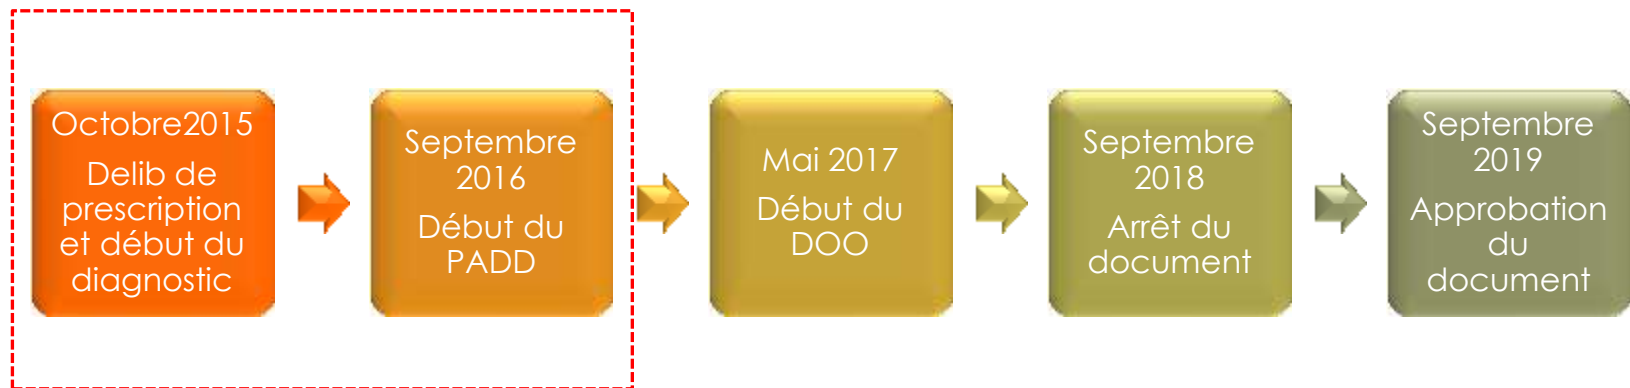 Octobre2015
Delib de
prescription
et début du
diagnostic
Septembre
2016
Début du
PADD
Mai 2017
Début du
DOO
Septembre
2018
Arrêt du
document
Septembre
2019
Approbation
du
document